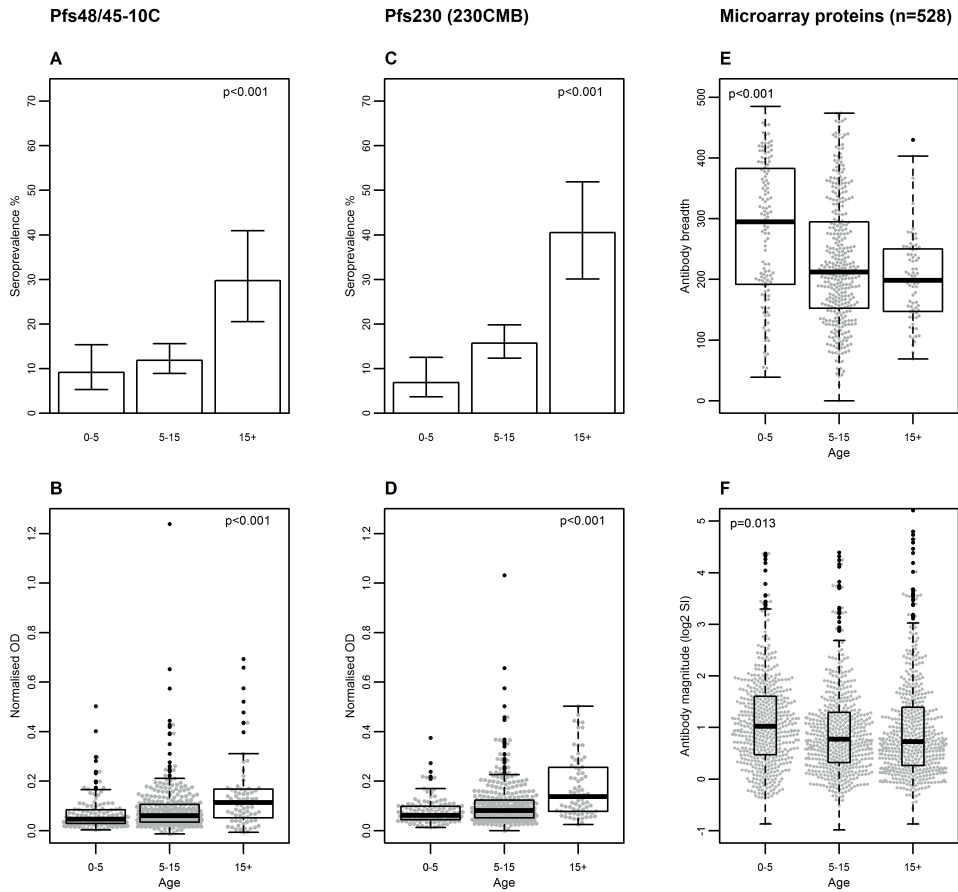 Pfs48/45-10C
Pfs230 (230CMB)
Microarray proteins (n=528)
A
C
E
p<0.001
p<0.001
p<0.001
Seroprevalence %
0 10 20 30 40 50 60 70
0-5 5-15 15+
Seroprevalence %
0 10 20 30 40 50 60 70
0-5 5-15 15+
Antibody breadth
0 100 200 300 400 500
0-5 5-15 15+
Age
B
D
F
p<0.001
p<0.001
p=0.013
Normalised OD
0.0 0.2 0.4 0.6 0.8 1.0 1.2
0-5 5-15 15+
Age
Normalised OD
0.0 0.2 0.4 0.6 0.8 1.0 1.2
0-5 5-15 15+
Age
Antibody magnitude (log2 SI)
-1 0 1 2 3 4 5
0-5 5-15 15+
Age